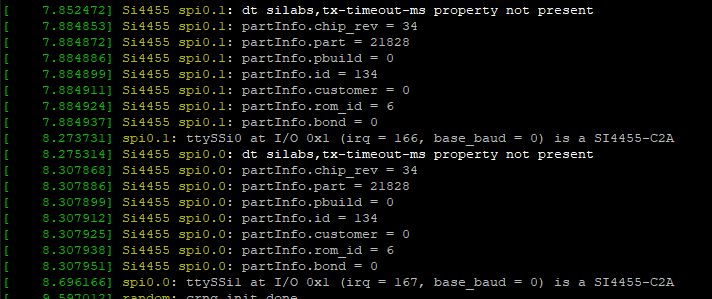 [    7.852472] Si4455 spi0.1: dt silabs,tx-timeout-ms property not present
[    7.884853] Si4455 spi0.1: partInfo.chip_rev = 34
[    7.884872] Si4455 spi0.1: partInfo.part = 21828
[    7.884886] Si4455 spi0.1: partInfo.pbuild = 0
[    7.884899] Si4455 spi0.1: partInfo.id = 134
[    7.884911] Si4455 spi0.1: partInfo.customer = 0
[    7.884924] Si4455 spi0.1: partInfo.rom_id = 6
[    7.884937] Si4455 spi0.1: partInfo.bond = 0
[    8.273731] spi0.1: ttySSi0 at I/O 0x1 (irq = 166, base_baud = 0) is a SI4455-C2A
[    8.275314] Si4455 spi0.0: dt silabs,tx-timeout-ms property not present
[    8.307868] Si4455 spi0.0: partInfo.chip_rev = 34
[    8.307886] Si4455 spi0.0: partInfo.part = 21828
[    8.307899] Si4455 spi0.0: partInfo.pbuild = 0
[    8.307912] Si4455 spi0.0: partInfo.id = 134
[    8.307925] Si4455 spi0.0: partInfo.customer = 0
[    8.307938] Si4455 spi0.0: partInfo.rom_id = 6
[    8.307951] Si4455 spi0.0: partInfo.bond = 0
[    8.696166] spi0.0: ttySSi1 at I/O 0x1 (irq = 167, base_baud = 0) is a SI4455-C2A
[    9.597012] random: crng init done